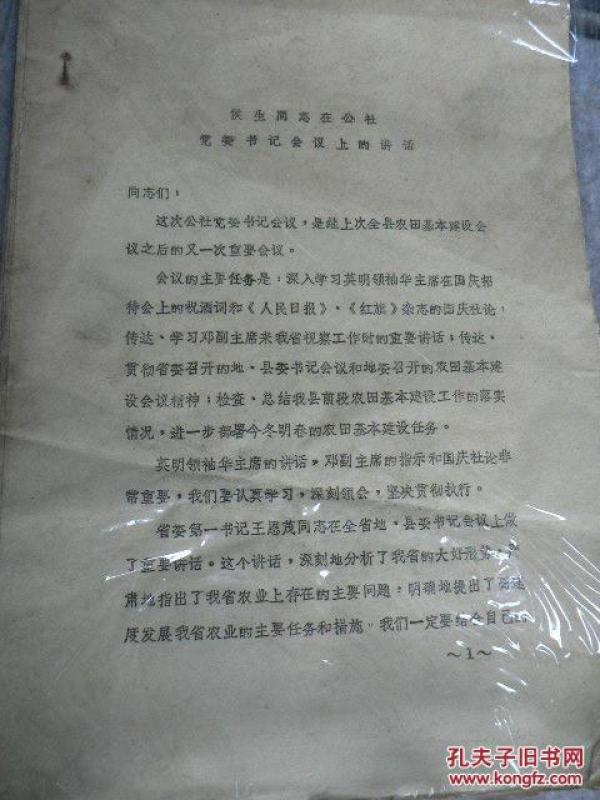 侯生同志在公社
党委书记会议上的讲话
同志们：
这次公社党委书记会议，是继上次全县农田基本建设会
议之后的又一次重要会议。
会议的主要任务是：深入学习英明领袖华主席在国庆招
待会上的祝酒词和《人民日报》、《红旗》杂志的国庆社论；
传达、学习邓副主席来我省视察工作时的重要讲话；传达、
贯彻省委召开的地、县委书记会议和地委召开的农田基本建
设会议精神；检查、总结我县前段农田基本建设工作的落实
情况，进一步部署今冬明春的农田基本建设任务。
英明领袖华主席的讲话，邓副主席的指示和国庆社论非
常重要，我们要认真学习，深刻领会，坚决贯彻执行。
省委第一书记王恩茂同志在全省地、县委书记会议上做
了重要讲话。这个讲话，深刻地分析了我省的大好形势，严
肃地指出了我省农业上存在的主要问题，明确地提出了高速
度发展我省农业的主要任务和措施。我们一定要结合自己的
～1～
孔夫子旧书网
www.kongfz.com